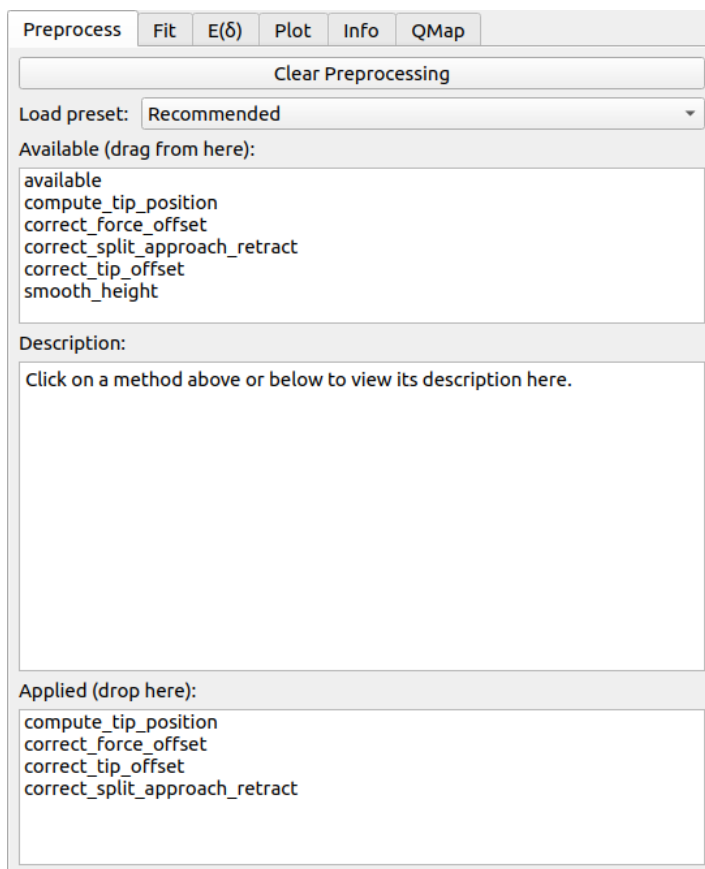 Preprocess Fit E(δ) Plot Info QMap
Clear Preprocessing
Load preset: Recommended
Available (drag from here):
available
compute_tip_position
correct_force_offset
correct_split_approach_retract
correct_tip_offset
smooth_height
Description:
Click on a method above or below to view its description here.
Applied (drop here):
compute_tip_position
correct_force_offset
correct_tip_offset
correct_split_approach_retract